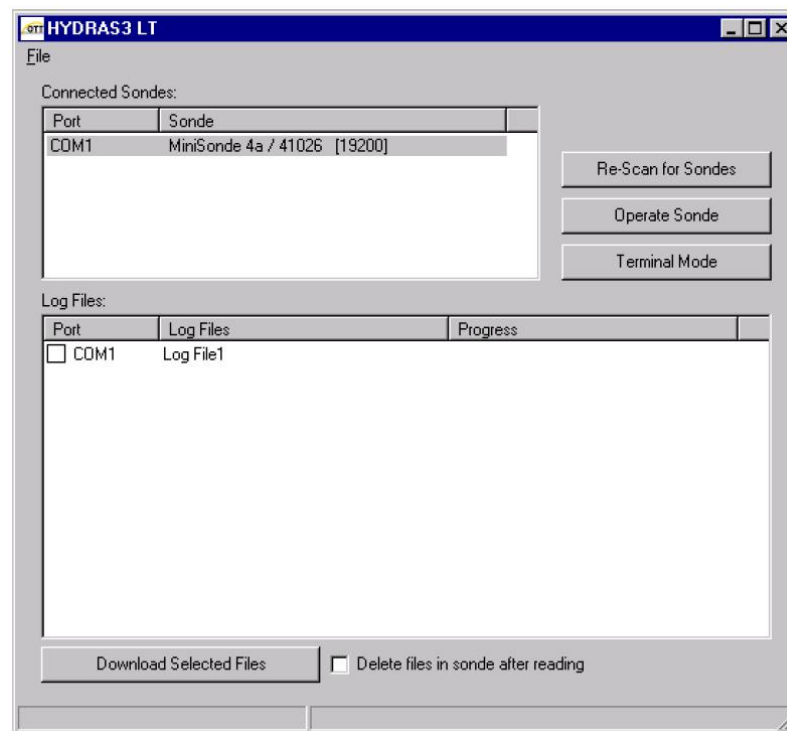 OTT HYDRAS3 LT
File
Connected Sondes:
Port Sonde
COM1 MiniSonde 4a / 41026 [19200]
Re-Scan for Sondes
Operate Sonde
Terminal Mode
Log Files:
Port Log Files Progress
COM1 Log File1
Download Selected Files Delete files in sonde after reading